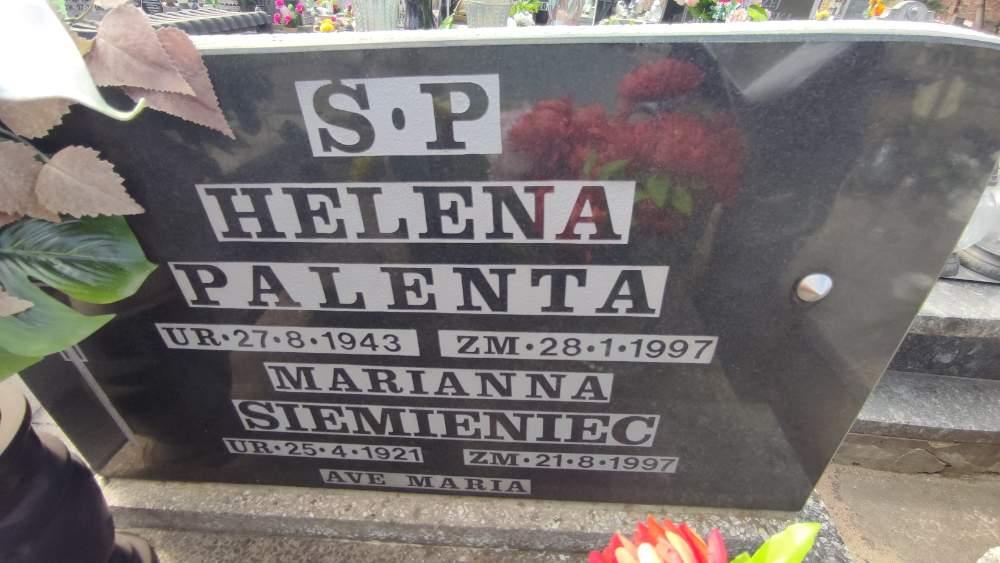 Ś·P
HELENA
PALENTA
UR·27·8·1943 ZM·28·1·1997
MARIANNA
SIEMIENIEC
UR·25·4·1921 ZM·21·8·1997
AVE MARIA